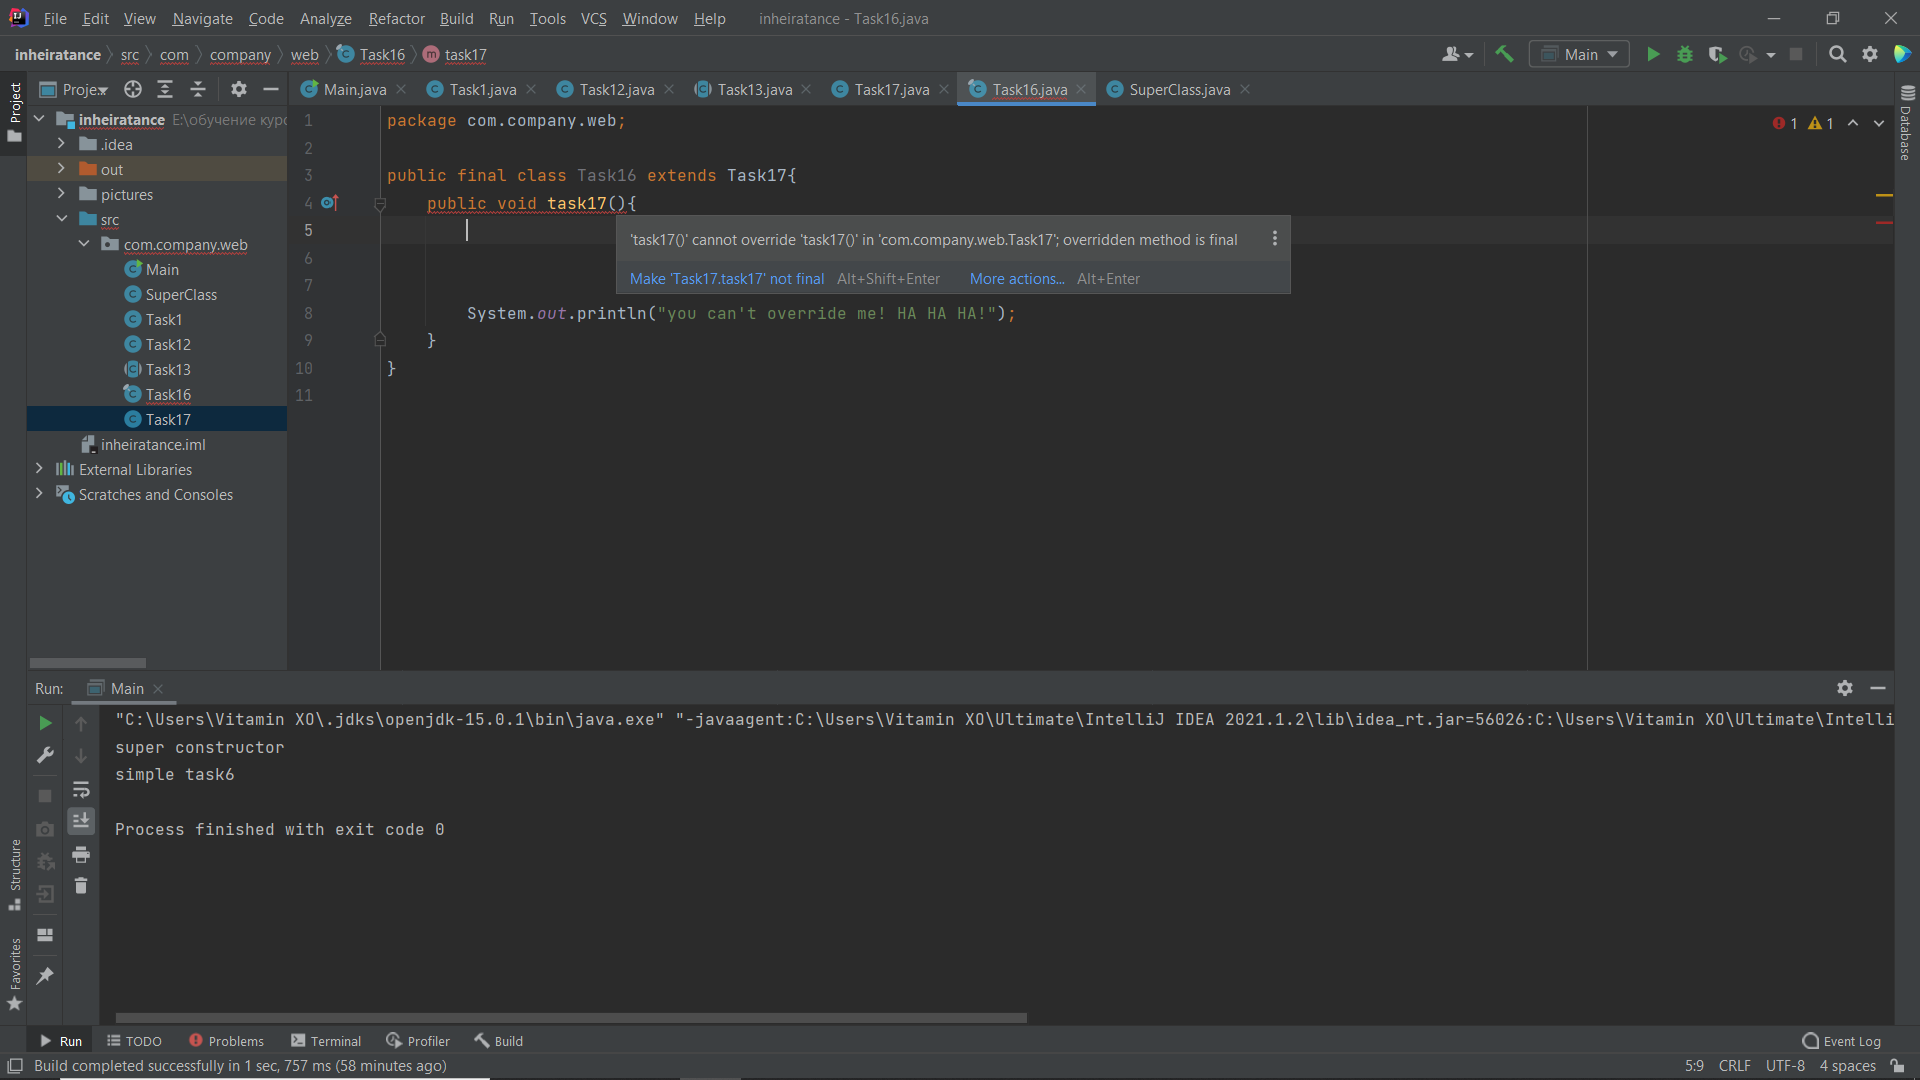 File Edit View Navigate Code Analyze Refactor Build Run Tools VCS Window Help inheiratance - Task16.java
inheiratance src com company web Task16 task17 Main
Project
Proje...
Main.java Task1.java Task12.java Task13.java Task17.java Task16.java SuperClass.java
Database
inheiratance E:\обучение курс
.idea
out
pictures
src
com.company.web
Main
SuperClass
Task1
Task12
Task13
Task16
Task17
inheiratance.iml
External Libraries
Scratches and Consoles
1 package com.company.web;
1 1
2
3 public final class Task16 extends Task17{
4 public void task17(){
5
6
7
8 System.out.println("you can't override me! HA HA HA!");
9 }
10 }
11
'task17()' cannot override 'task17()' in 'com.company.web.Task17'; overridden method is final
Make 'Task17.task17' not final Alt+Shift+Enter More actions... Alt+Enter
Run: Main
"C:\Users\Vitamin XO\.jdks\openjdk-15.0.1\bin\java.exe" "-javaagent:C:\Users\Vitamin XO\Ultimate\IntelliJ IDEA 2021.1.2\lib\idea_rt.jar=56026:C:\Users\Vitamin XO\Ultimate\Intelli
super constructor
simple task6
Process finished with exit code 0
Structure
Favorites
Run TODO Problems Terminal Profiler Build Event Log
Build completed successfully in 1 sec, 757 ms (58 minutes ago) 5:9 CRLF UTF-8 4 spaces